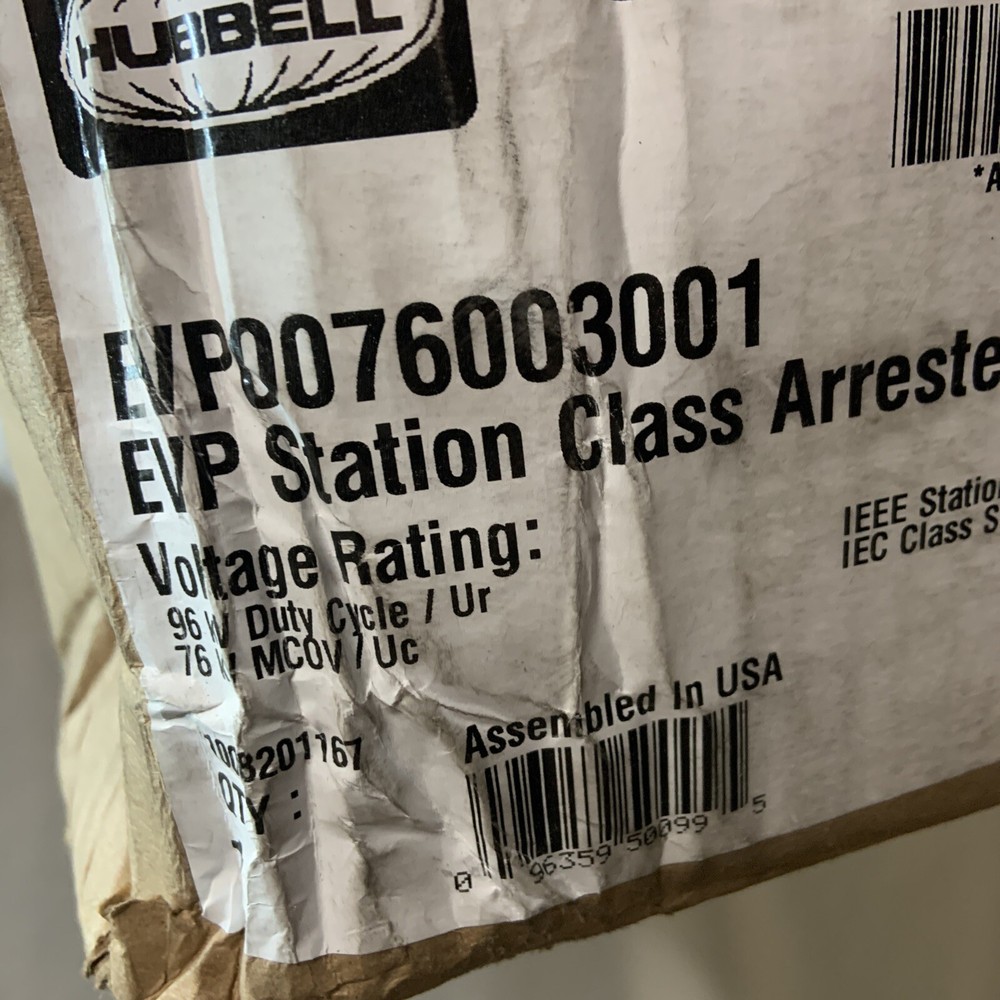 HUBBELL
*A
EVP0076003001
EVP Station Class Arreste
IEEE Statio
IEC Class S
Voltage Rating:
96 kV Duty Cycle / Ur
76 kV MCOV / Uc
Assembled In USA
QTY :
0 96359 50099 5